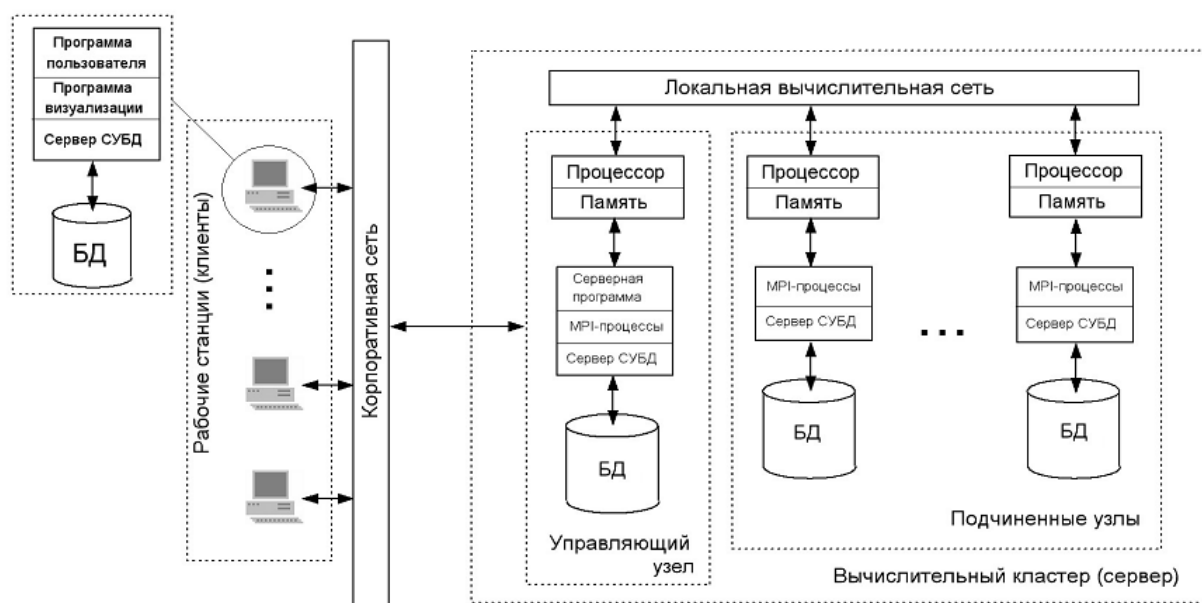 Программа
пользователя
Программа
визуализации
Сервер СУБД
БД
Рабочие станции (клиенты)
Корпоративная сеть
Локальная вычислительная сеть
Процессор
Память
Серверная
программа
MPI-процессы
Сервер СУБД
БД
Управляющий
узел
Процессор
Память
MPI-процессы
Сервер СУБД
БД
Процессор
Память
MPI-процессы
Сервер СУБД
БД
Подчиненные узлы
Вычислительный кластер (сервер)